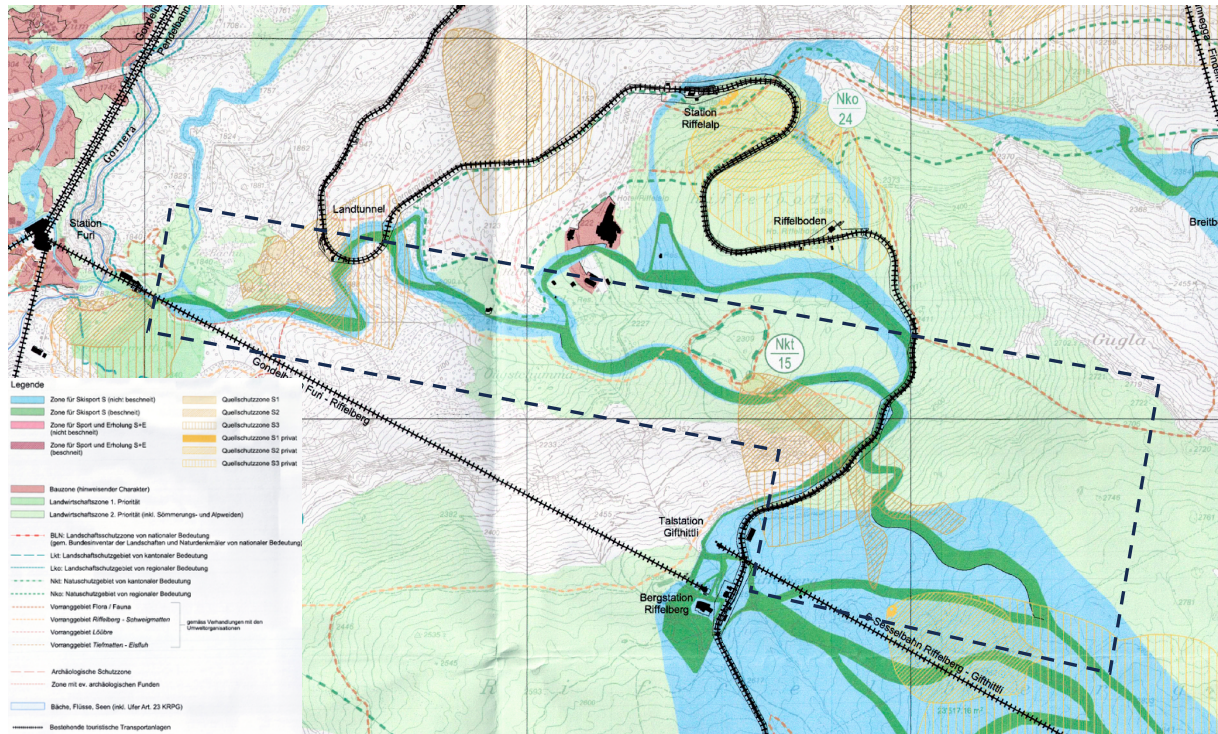 Gornera
Station
Furi
Landtunnel
Station
Riffelalp
Nko
24
Riffelboden
Breitb
Nkt
15
Gugla
Gondelbahn Furi - Riffelberg
Talstation
Gifthittli
Bergstation
Riffelberg
Sesselbahn Riffelberg - Gifthittli
Legende
Zone für Skisport S (nicht beschneit)
Zone für Skisport S (beschneit)
Zone für Sport und Erholung S+E
(nicht beschneit)
Zone für Sport und Erholung S+E
(beschneit)
Quellschutzzone S1
Quellschutzzone S2
Quellschutzzone S3
Quellschutzzone S1 privat
Quellschutzzone S2 privat
Quellschutzzone S3 privat
Bauzone (hinweisender Charakter)
Landwirtschaftszone 1. Priorität
Landwirtschaftszone 2. Priorität (inkl. Sömmerungs- und Alpweiden)
BLN: Landschaftsschutzzone von nationaler Bedeutung
(gem. Bundesinventar der Landschaften und Naturdenkmäler von nationaler Bedeutung)
Lkt: Landschaftschutzgebiet von kantonaler Bedeutung
Lko: Landschaftschutzgebiet von regionaler Bedeutung
Nkt: Natuschutzgebiet von kantonaler Bedeutung
Nko: Natuschutzgebiet von regionaler Bedeutung
Vorranggebiet Flora / Fauna
Vorranggebiet Riffelberg - Schweigmatten
Vorranggebiet Lööbre
Vorranggebiet Tiefmatten - Eisfluh
gemäss Verhandlungen mit den
Umweltorganisationen
Archäologische Schutzzone
Zone mit ev. archäologischen Funden
Bäche, Flüsse, Seen (inkl. Ufer Art. 23 KRPG)
Bestehende touristische Transportanlagen